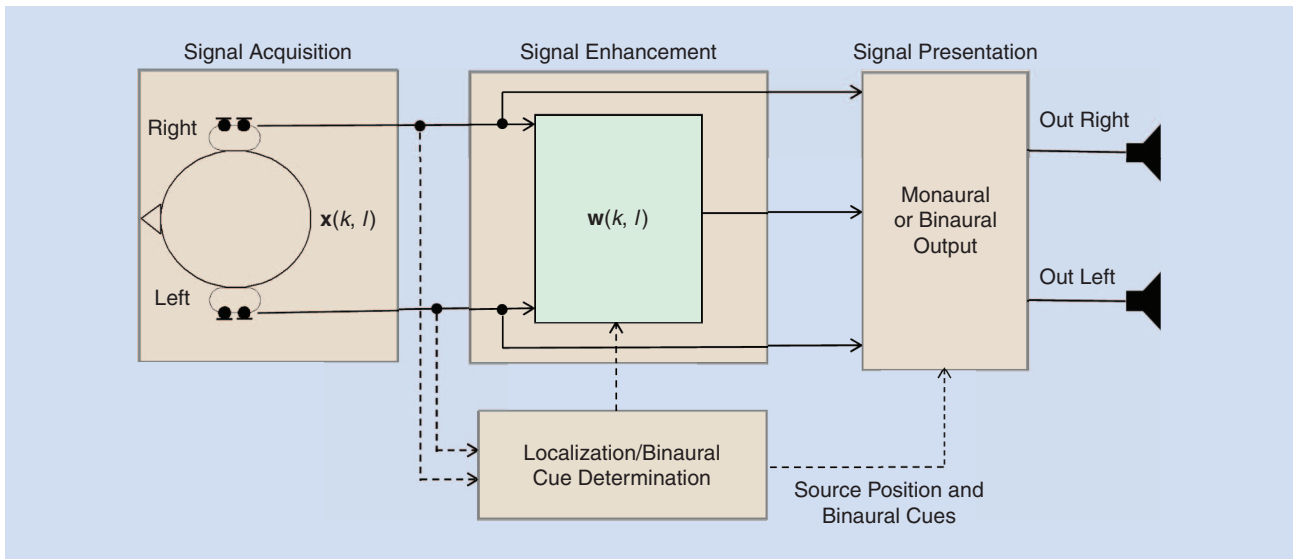 Signal Acquisition
Signal Enhancement
Signal Presentation
Right
x(k, l)
Left
w(k, l)
Monaural
or Binaural
Output
Out Right
Out Left
Localization/Binaural
Cue Determination
Source Position and
Binaural Cues